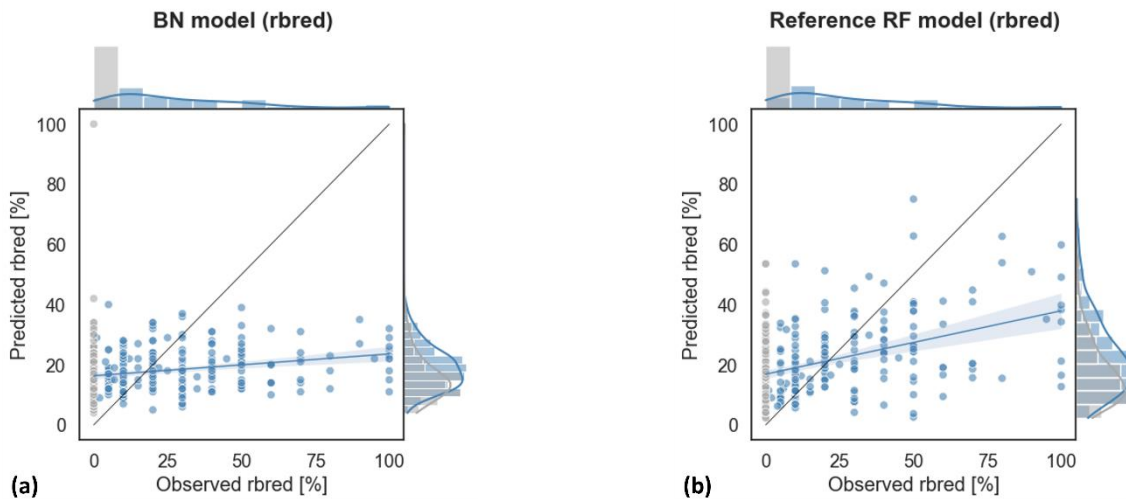 BN model (rbred)
100
80
60
40
20
0
Predicted rbred [%]
0 25 50 75 100
Observed rbred [%]
(a)
Reference RF model (rbred)
100
80
60
40
20
0
Predicted rbred [%]
0 25 50 75 100
Observed rbred [%]
(b)